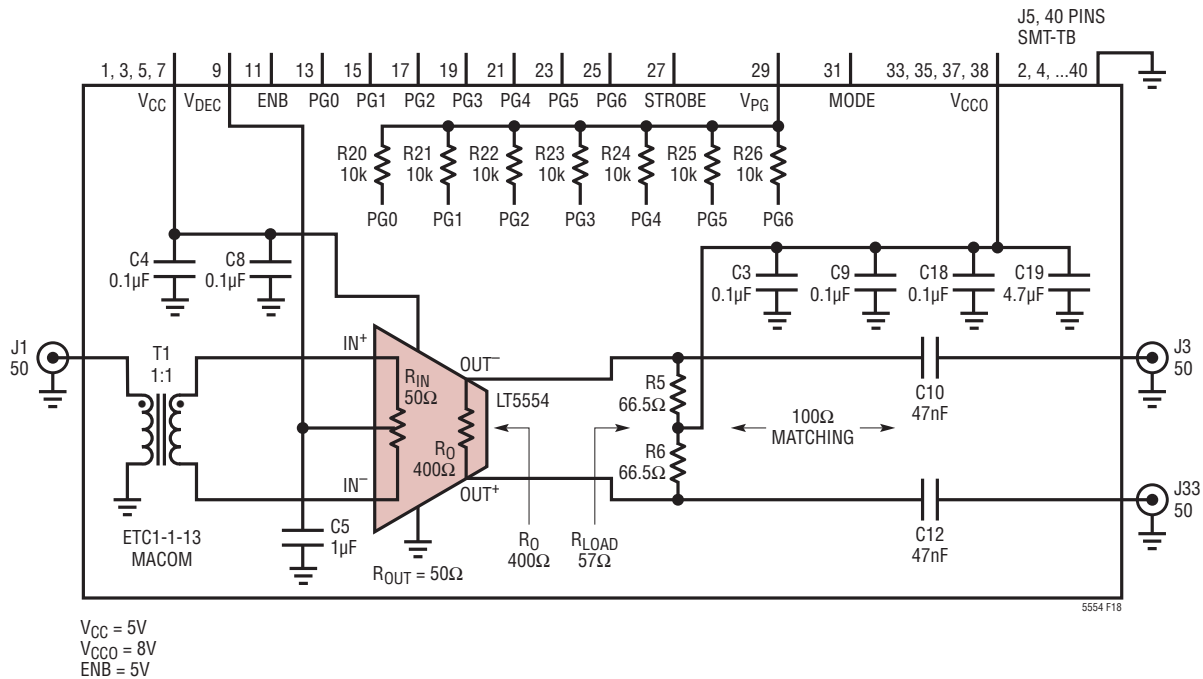 J5, 40 PINS
SMT-TB
1, 3, 5, 7
9
11
13
15
17
19
21
23
25
27
29
31
33, 35, 37, 38
2, 4, ...40
VCC
VDEC
ENB
PG0
PG1
PG2
PG3
PG4
PG5
PG6
STROBE
VPG
MODE
VCCO
R20
10k
R21
10k
R22
10k
R23
10k
R24
10k
R25
10k
R26
10k
PG0
PG1
PG2
PG3
PG4
PG5
PG6
C4
0.1µF
C8
0.1µF
C3
0.1µF
C9
0.1µF
C18
0.1µF
C19
4.7µF
J1
50
T1
1:1
IN+
RIN
50Ω
OUT–
LT5554
RO
400Ω
IN–
OUT+
R5
66.5Ω
R6
66.5Ω
100Ω
MATCHING
C10
47nF
J3
50
C12
47nF
J33
50
ETC1-1-13
MACOM
C5
1µF
ROUT = 50Ω
RO
400Ω
RLOAD
57Ω
5554 F18
VCC = 5V
VCCO = 8V
ENB = 5V